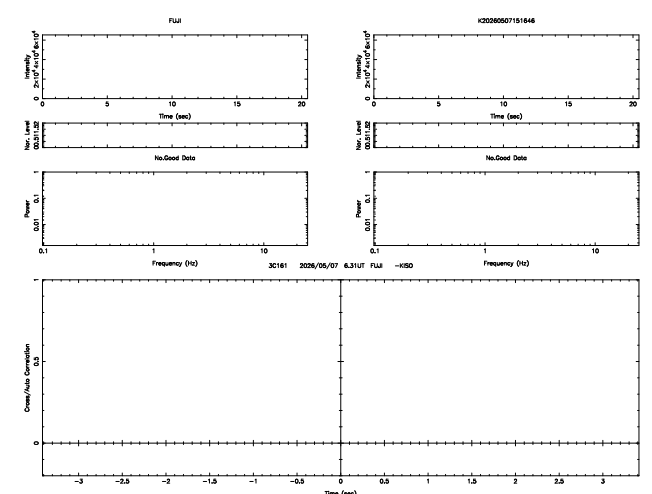 FUJI K20260507151646
Intensity 0 2×10⁴ 4×10⁴ 6×10⁴ Intensity 0 2×10⁴ 4×10⁴ 6×10⁴
0 5 10 15 20 0 5 10 15 20
Time (sec) Time (sec)
Nor. Level 00.511.52 Nor. Level 00.511.52
No.Good Data No.Good Data
Power 0.01 0.1 1 Power 0.01 0.1 1
0.1 1 10 0.1 1 10
Frequency (Hz) Frequency (Hz)
3C161 2026/05/07 6.31UT FUJI -KISO
Cross/Auto Correlation 0 0.5 1
-3 -2.5 -2 -1.5 -1 -0.5 0 0.5 1 1.5 2 2.5 3
Time (sec)